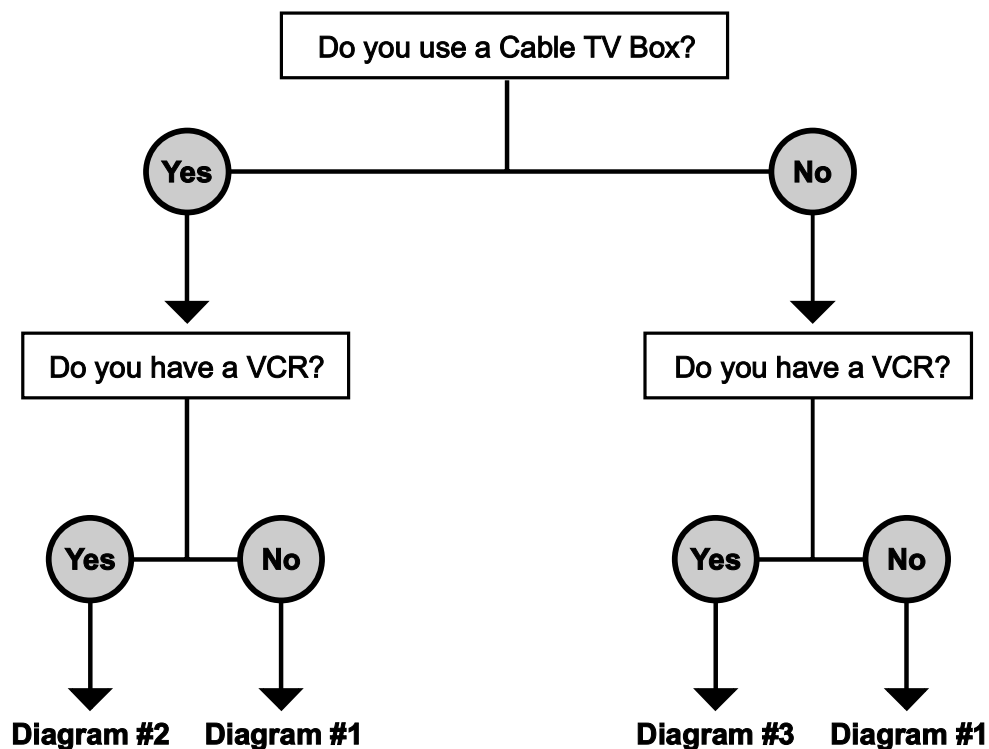 Do you use a Cable TV Box?
Yes
No
Do you have a VCR?
Do you have a VCR?
Yes
No
Yes
No
Diagram #2
Diagram #1
Diagram #3
Diagram #1